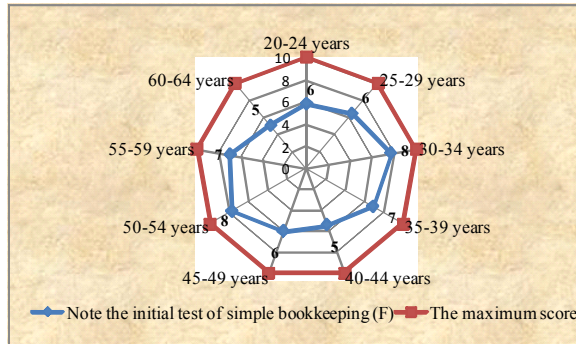 20-24 years
10
60-64 years
25-29 years
8
6
6
6
5
4
2
55-59 years
7
0
8
30-34 years
50-54 years
8
7
35-39 years
6
5
45-49 years
40-44 years
Note the initial test of simple bookkeeping (F)
The maximum score